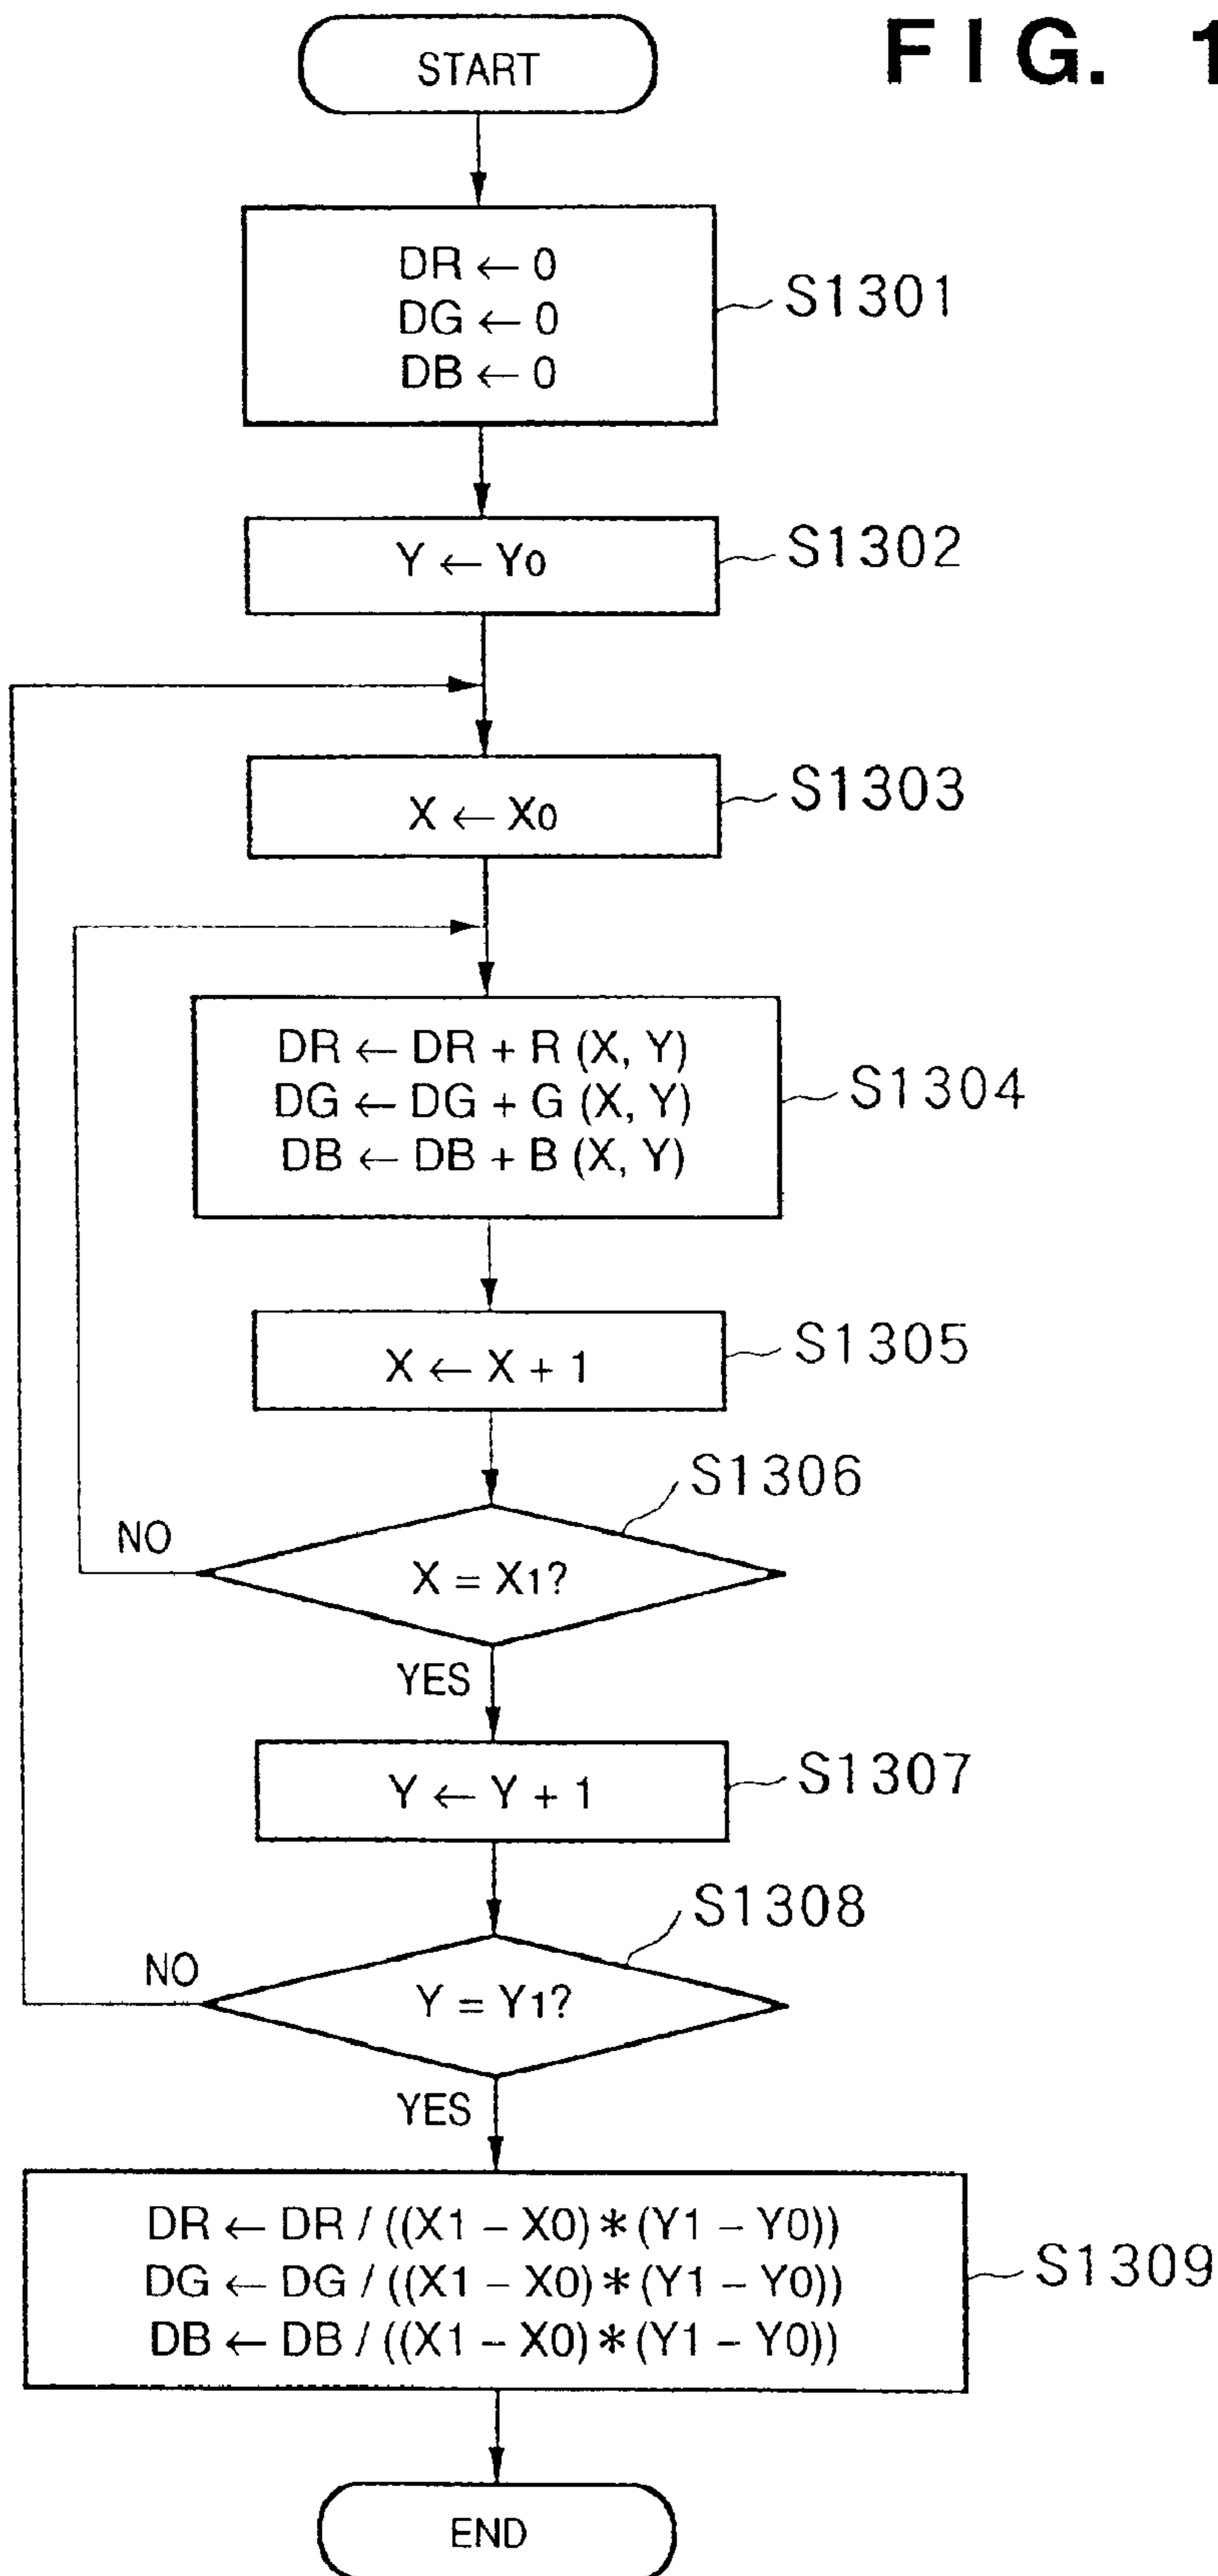 FIG. 1
START
DR ← 0
DG ← 0
DB ← 0
S1301
Y ← Y0
S1302
X ← X0
S1303
DR ← DR + R (X, Y)
DG ← DG + G (X, Y)
DB ← DB + B (X, Y)
S1304
X ← X + 1
S1305
S1306
NO
X = X1?
YES
Y ← Y + 1
S1307
S1308
NO
Y = Y1?
YES
DR ← DR / ((X1 – X0) * (Y1 – Y0))
DG ← DG / ((X1 – X0) * (Y1 – Y0))
DB ← DB / ((X1 – X0) * (Y1 – Y0))
S1309
END